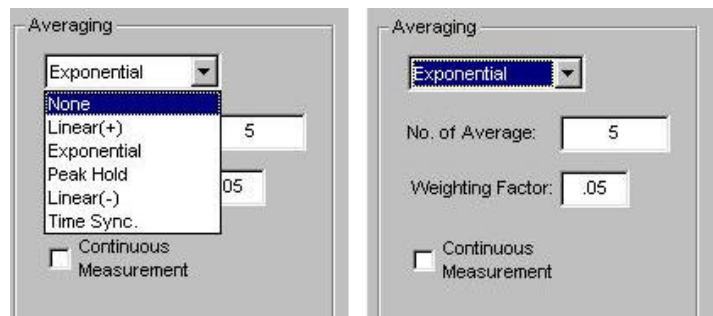 Averaging
Exponential
None
Linear(+)
Exponential
Peak Hold
Linear(-)
Time Sync.
5
05
Continuous
Measurement
Averaging
Exponential
No. of Average: 5
Weighting Factor: .05
Continuous
Measurement